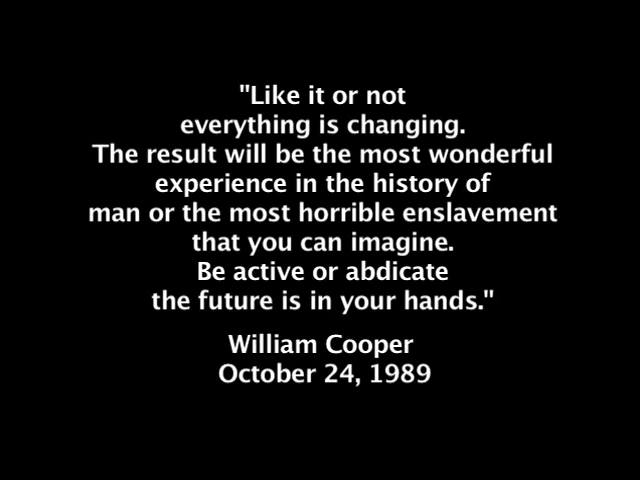 "Like it or not
everything is changing.
The result will be the most wonderful
experience in the history of
man or the most horrible enslavement
that you can imagine.
Be active or abdicate
the future is in your hands."
William Cooper
October 24, 1989